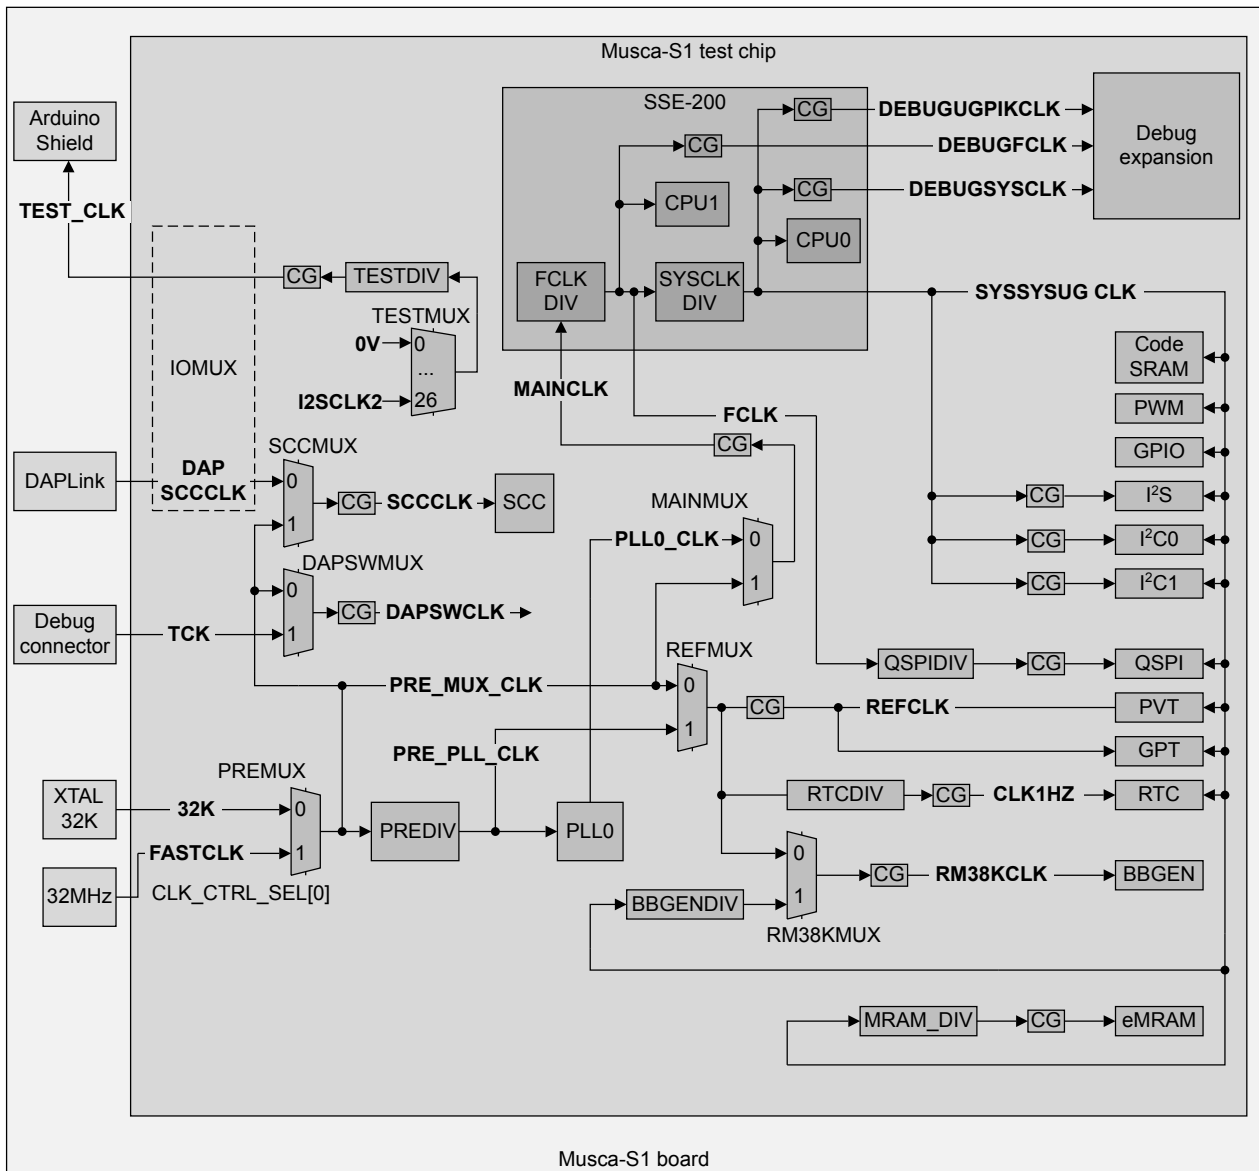 Musca-S1 test chip
SSE-200
Arduino
Shield
CG
DEBUGUGPIKCLK
Debug
expansion
CG
DEBUGFCLK
CG
DEBUGSYSCLK
CPU1
CPU0
TEST_CLK
CG
TESTDIV
FCLK
DIV
SYSCLK
DIV
SYSSYSUG CLK
TESTMUX
0V
0
...
I2SCLK2
26
IOMUX
MAINCLK
Code
SRAM
PWM
FCLK
CG
GPIO
SCCMUX
DAPLink
DAP
SCCCLK
0
1
CG
SCCCLK
SCC
MAINMUX
CG
I²S
PLL0_CLK
0
1
CG
I²C0
CG
I²C1
DAPSWMUX
0
1
CG
DAPSWCLK
Debug
connector
TCK
REFMUX
QSPIDIV
CG
QSPI
PRE_MUX_CLK
0
1
CG
REFCLK
PVT
PRE_PLL_CLK
GPT
PREMUX
XTAL
32K
32K
0
RTCDIV
CG
CLK1HZ
RTC
PREDIV
PLL0
FASTCLK
1
32MHz
CLK_CTRL_SEL[0]
0
1
CG
RM38KCLK
BBGEN
BBGENDIV
RM38KMUX
MRAM_DIV
CG
eMRAM
Musca-S1 board